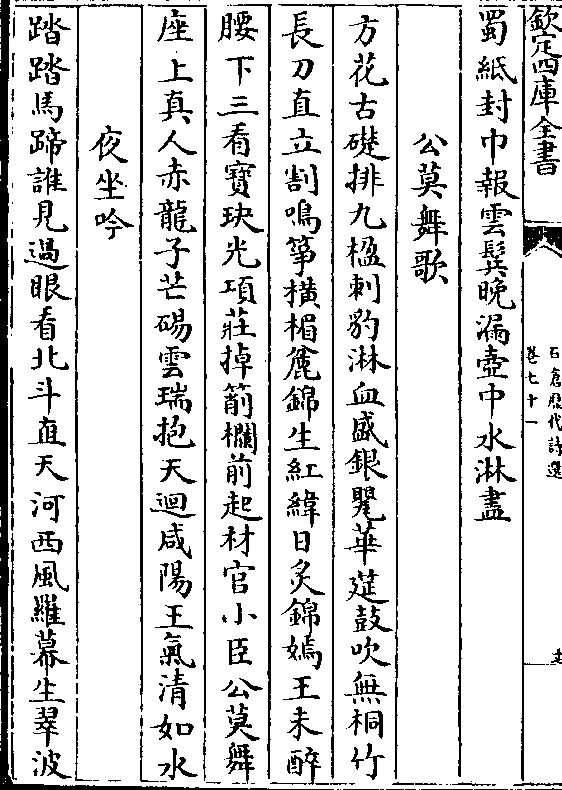 欽定四庫全書
石倉歷代詩選
卷七十一
蜀紙封巾報雲鬂晚漏壺中水淋盡
公莫舞歌
方花古礎排九楹刺豹淋血盛銀甖華筵鼓吹無桐竹
長刀直立割鳴箏橫楣麄錦生紅緯日炙錦嫣王未醉
腰下三看寶玦光項莊掉箾欄前起材官小臣公莫舞
座上真人赤龍子芒碭雲瑞抱天迴咸陽王氣清如水
夜坐吟
踏踏馬蹄誰見過眼看北斗直天河西風羅幕生翠波